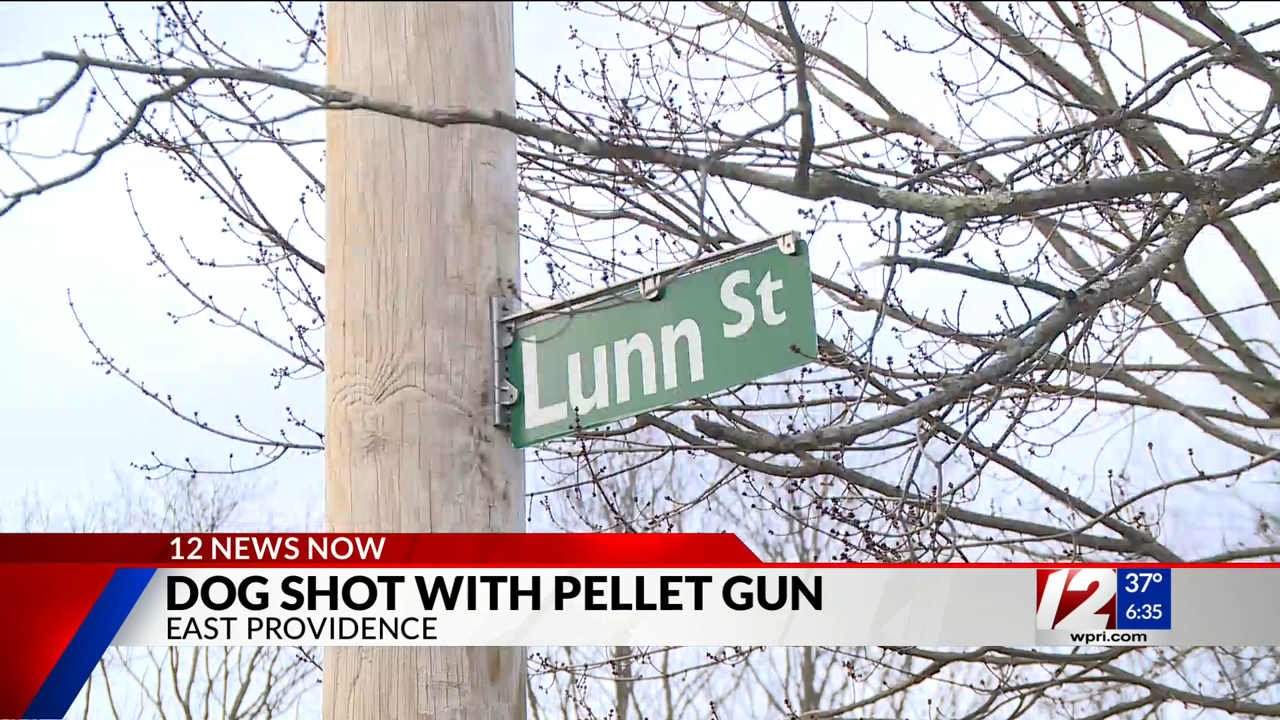 Lunn St
12 NEWS NOW
DOG SHOT WITH PELLET GUN
EAST PROVIDENCE
12
37°
6:35
wpri.com